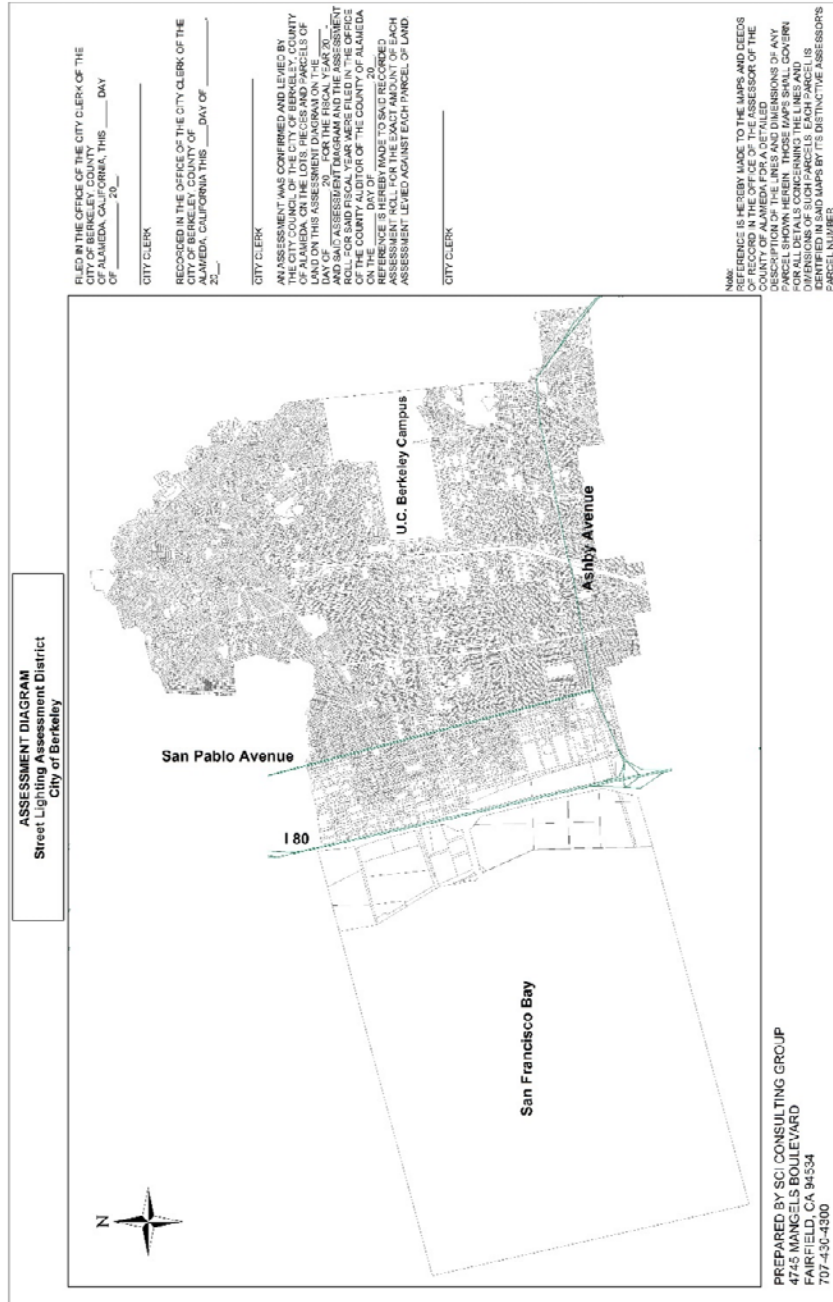 ASSESSMENT DIAGRAM
Street Lighting Assessment District
City of Berkeley
N
San Pablo Avenue
I 80
U.C. Berkeley Campus
Ashby Avenue
San Francisco Bay
PREPARED BY SCI CONSULTING GROUP
4745 MANGELS BOULEVARD
FAIRFIELD, CA 94534
707-430-4300
FILED IN THE OFFICE OF THE CITY CLERK OF THE
CITY OF BERKELEY, COUNTY
OF ALAMEDA, CALIFORNIA, THIS ____ DAY
OF ______, 20__.
CITY CLERK
RECORDED IN THE OFFICE OF THE CITY CLERK OF THE
CITY OF BERKELEY, COUNTY OF
ALAMEDA, CALIFORNIA THIS ____ DAY OF ________,
20__.
CITY CLERK
AN ASSESSMENT WAS CONFIRMED AND LEVIED BY
THE CITY COUNCIL OF THE CITY OF BERKELEY, COUNTY
OF ALAMEDA, ON THE LOTS, PIECES AND PARCELS OF
LAND ON THIS ASSESSMENT DIAGRAM ON THE ____
DAY OF ______, 20__ FOR THE FISCAL YEAR 20__-__
AND SAID ASSESSMENT DIAGRAM AND THE ASSESSMENT
ROLL FOR SAID FISCAL YEAR WERE FILED IN THE OFFICE
OF THE COUNTY AUDITOR OF THE COUNTY OF ALAMEDA
ON THE ____ DAY OF ________, 20__.
REFERENCE IS HEREBY MADE TO SAID RECORDED
ASSESSMENT ROLL FOR THE EXACT AMOUNT OF EACH
ASSESSMENT LEVIED AGAINST EACH PARCEL OF LAND.
CITY CLERK
Note:
REFERENCE IS HEREBY MADE TO THE MAPS AND DEEDS
OF RECORD IN THE OFFICE OF THE ASSESSOR OF THE
COUNTY OF ALAMEDA FOR A DETAILED
DESCRIPTION OF THE LINES AND DIMENSIONS OF ANY
PARCEL SHOWN HEREIN. THOSE MAPS SHALL GOVERN
FOR ALL DETAILS CONCERNING THE LINES AND
DIMENSIONS OF SUCH PARCELS. EACH PARCEL IS
IDENTIFIED IN SAID MAPS BY ITS DISTINCTIVE ASSESSOR'S
PARCEL NUMBER.